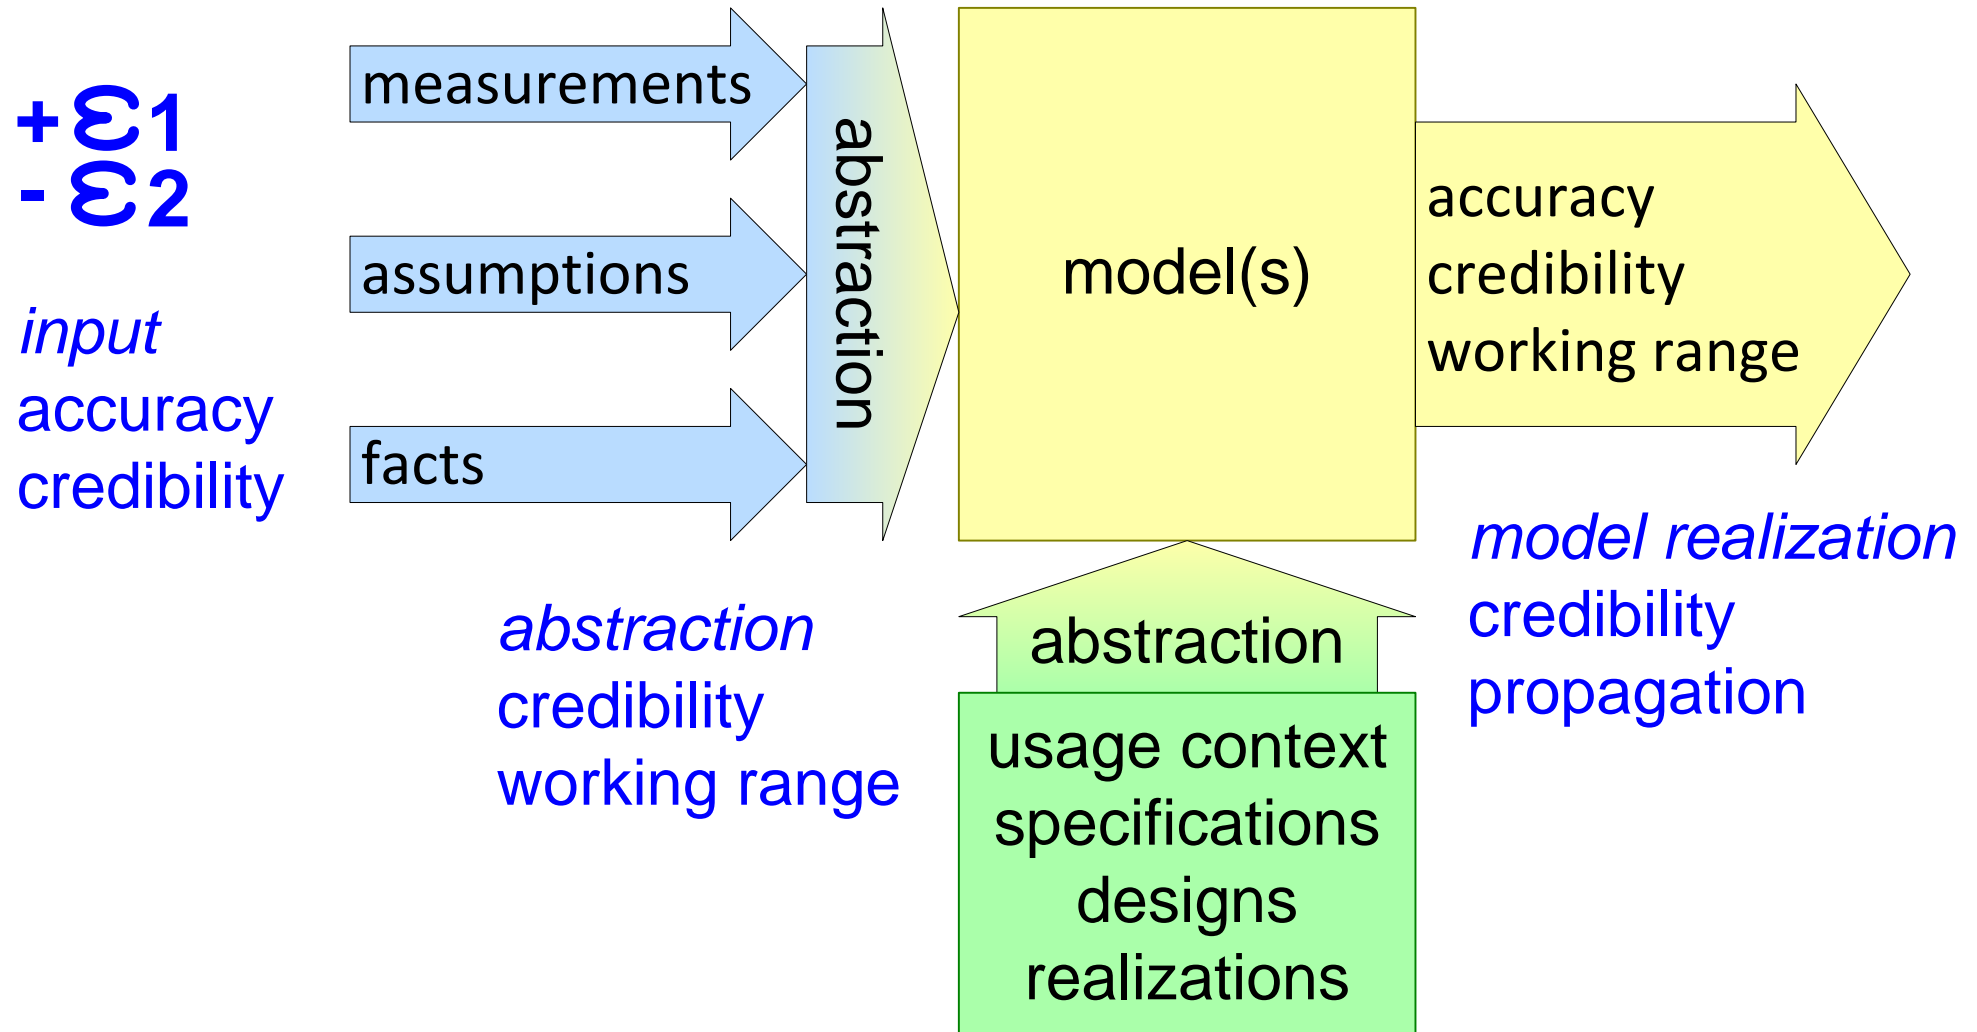 +ε1
- ε2
input
accuracy
credibility
measurements
assumptions
facts
abstraction
abstraction
credibility
working range
model(s)
accuracy
credibility
working range
model realization
credibility
propagation
abstraction
usage context
specifications
designs
realizations